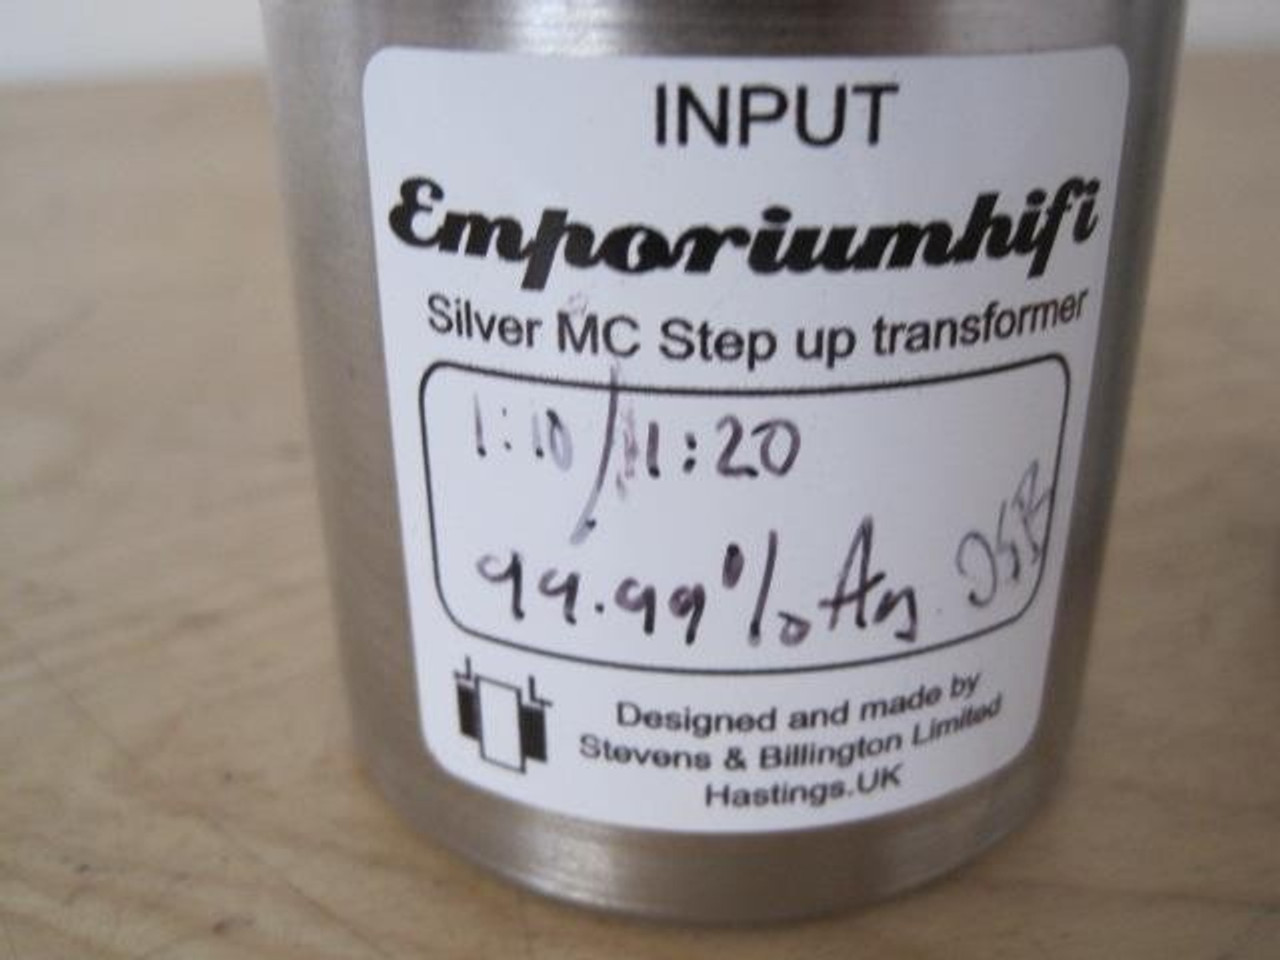 INPUT
Emporiumhifi
Silver MC Step up transformer
1:10/1:20
99.99% Ag
Designed and made by
Stevens & Billington Limited
Hastings.UK